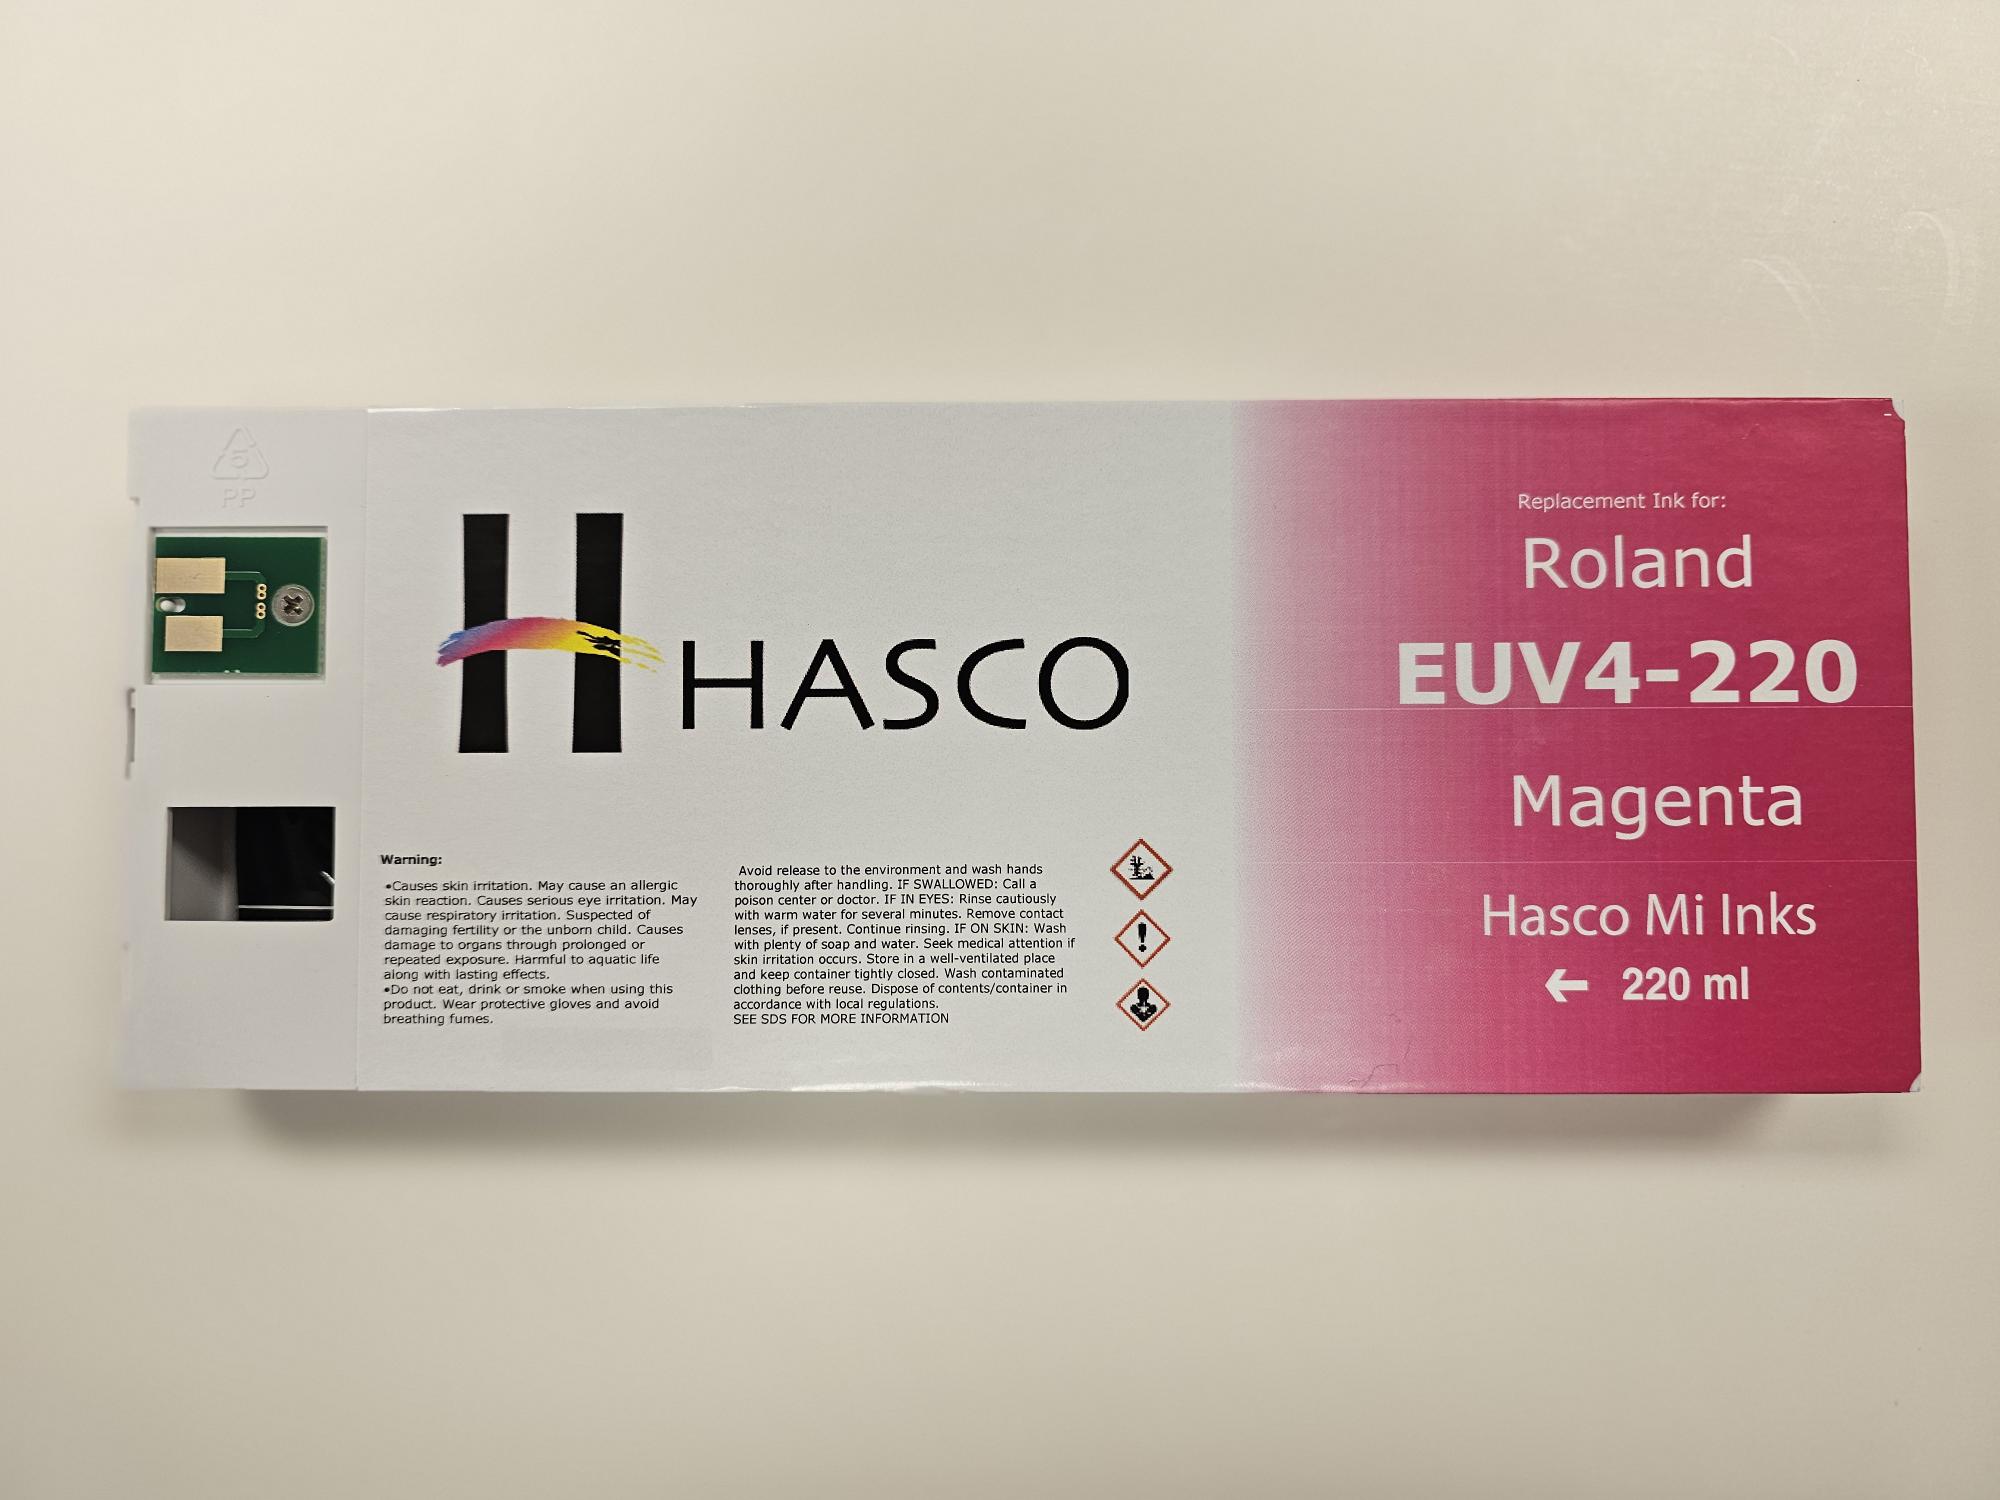 5
PP
HASCO
Replacement Ink for:
Roland
EUV4-220
Magenta
Hasco Mi Inks
← 220 ml
Warning:
•Causes skin irritation. May cause an allergic
skin reaction. Causes serious eye irritation. May
cause respiratory irritation. Suspected of
damaging fertility or the unborn child. Causes
damage to organs through prolonged or
repeated exposure. Harmful to aquatic life
along with lasting effects.
•Do not eat, drink or smoke when using this
product. Wear protective gloves and avoid
breathing fumes.
Avoid release to the environment and wash hands
thoroughly after handling. IF SWALLOWED: Call a
poison center or doctor. IF IN EYES: Rinse cautiously
with warm water for several minutes. Remove contact
lenses, if present. Continue rinsing. IF ON SKIN: Wash
with plenty of soap and water. Seek medical attention if
skin irritation occurs. Store in a well-ventilated place
and keep container tightly closed. Wash contaminated
clothing before reuse. Dispose of contents/container in
accordance with local regulations.
SEE SDS FOR MORE INFORMATION